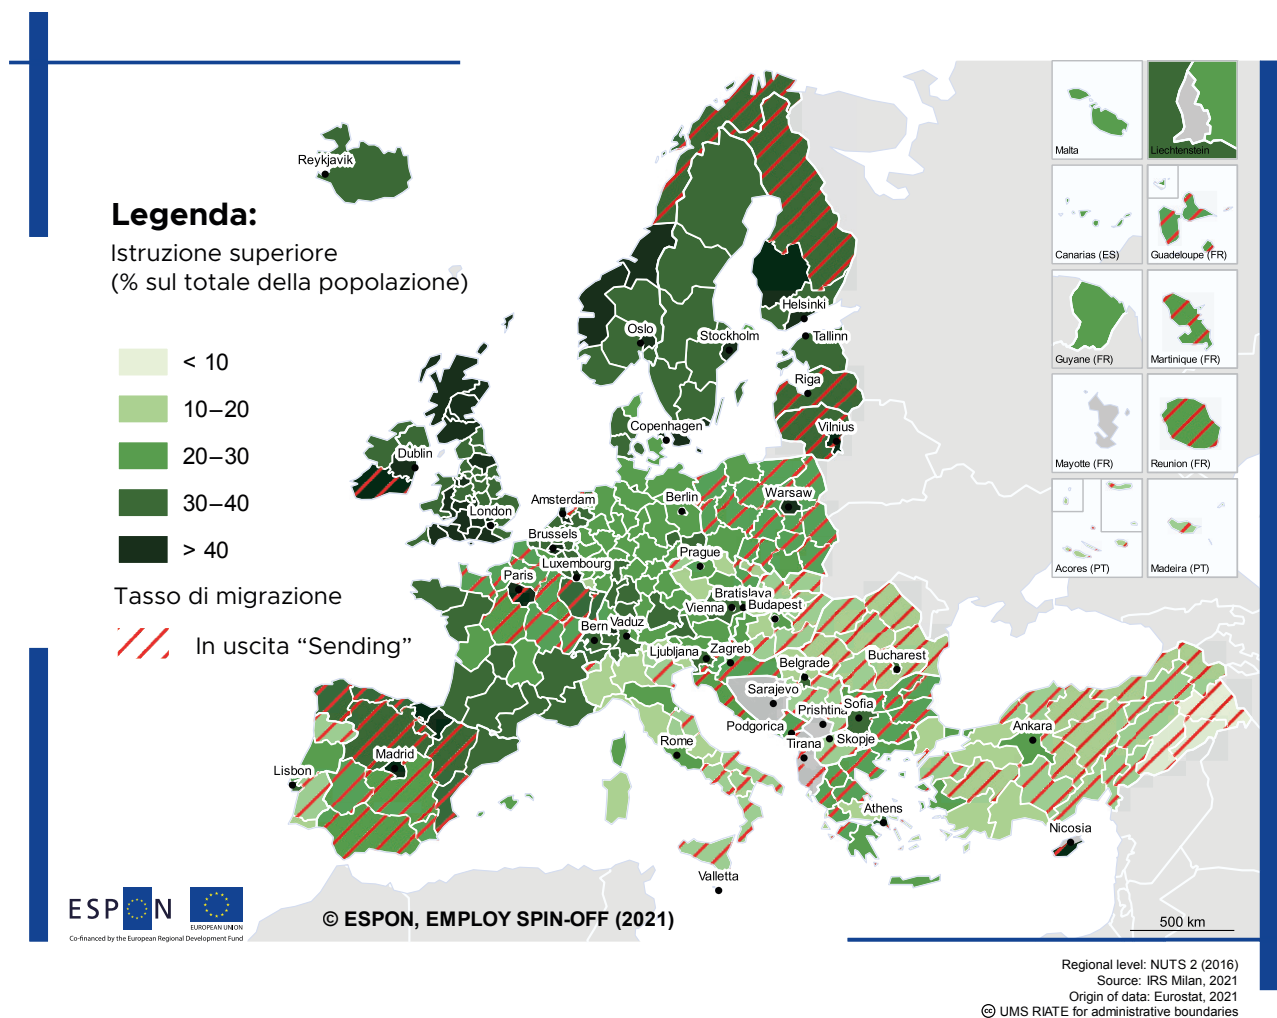 Reykjavik
Legenda:
Istruzione superiore
(% sul totale della popolazione)
< 10
10–20
20–30
30–40
> 40
Tasso di migrazione
In uscita “Sending”
Oslo
Stockholm
Helsinki
Tallinn
Riga
Vilnius
Copenhagen
Dublin
London
Amsterdam
Brussels
Luxembourg
Paris
Berlin
Warsaw
Prague
Bratislava
Vienna
Budapest
Bern
Vaduz
Ljubljana
Zagreb
Belgrade
Bucharest
Sarajevo
Prishtina
Sofia
Podgorica
Skopje
Tirana
Rome
Madrid
Lisbon
Athens
Ankara
Nicosia
Valletta
Malta
Liechtenstein
Canarias (ES)
Guadeloupe (FR)
Guyane (FR)
Martinique (FR)
Mayotte (FR)
Reunion (FR)
Acores (PT)
Madeira (PT)
ESPON
EUROPEAN UNION
Co-financed by the European Regional Development Fund
© ESPON, EMPLOY SPIN-OFF (2021)
500 km
Regional level: NUTS 2 (2016)
Source: IRS Milan, 2021
Origin of data: Eurostat, 2021
cc UMS RIATE for administrative boundaries